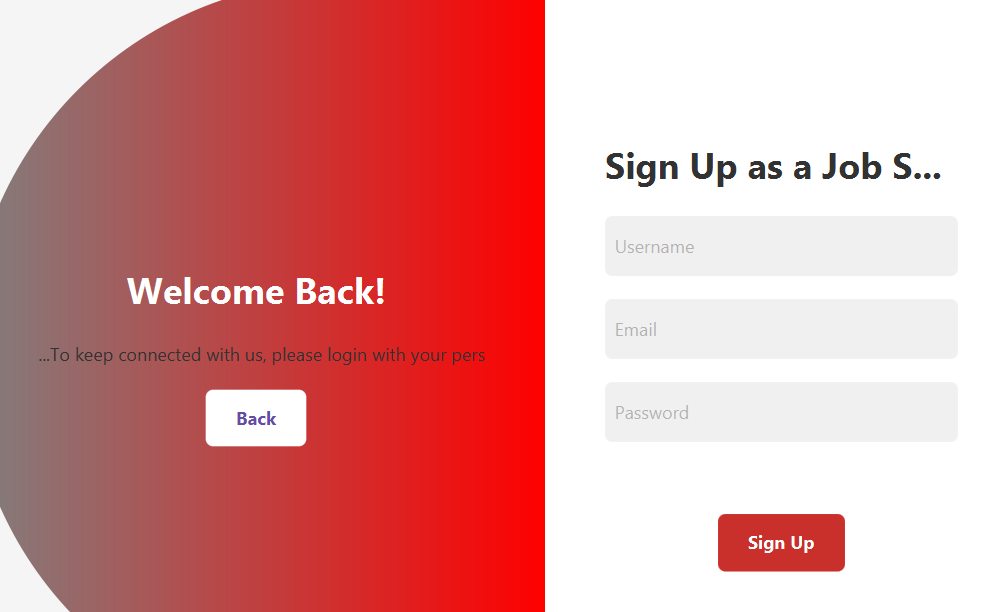 Welcome Back!
...To keep connected with us, please login with your pers
Back
Sign Up as a Job S...
Username
Email
Password
Sign Up